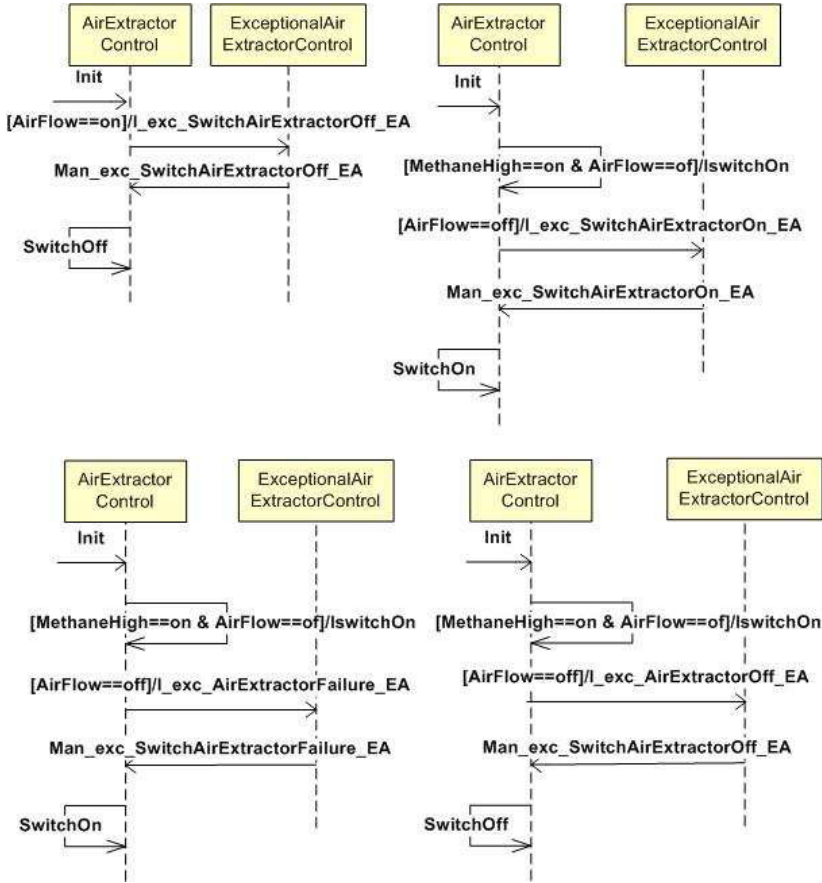 AirExtractor
Control
ExceptionalAir
ExtractorControl
Init
[AirFlow==on]/I_exc_SwitchAirExtractorOff_EA
Man_exc_SwitchAirExtractorOff_EA
SwitchOff
AirExtractor
Control
ExceptionalAir
ExtractorControl
Init
[MethaneHigh==on & AirFlow==of]/IswitchOn
[AirFlow==off]/I_exc_SwitchAirExtractorOn_EA
Man_exc_SwitchAirExtractorOn_EA
SwitchOn
AirExtractor
Control
ExceptionalAir
ExtractorControl
Init
[MethaneHigh==on & AirFlow==of]/IswitchOn
[AirFlow==off]/I_exc_AirExtractorFailure_EA
Man_exc_SwitchAirExtractorFailure_EA
SwitchOn
AirExtractor
Control
ExceptionalAir
ExtractorControl
Init
[MethaneHigh==on & AirFlow==of]/IswitchOn
[AirFlow==off]/I_exc_AirExtractorOff_EA
Man_exc_SwitchAirExtractorOff_EA
SwitchOff